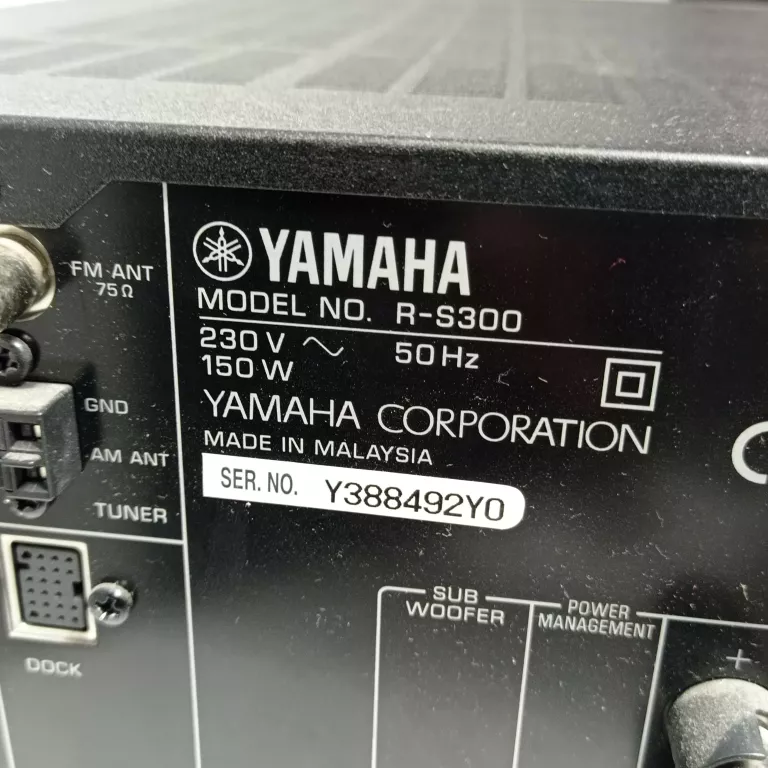 YAMAHA
MODEL NO. R-S300
230 V ~ 50 Hz
150 W
YAMAHA CORPORATION
MADE IN MALAYSIA
SER. NO. Y388492Y0
FM ANT
75Ω
GND
AM ANT
TUNER
DOCK
SUB
WOOFER
POWER
MANAGEMENT
+